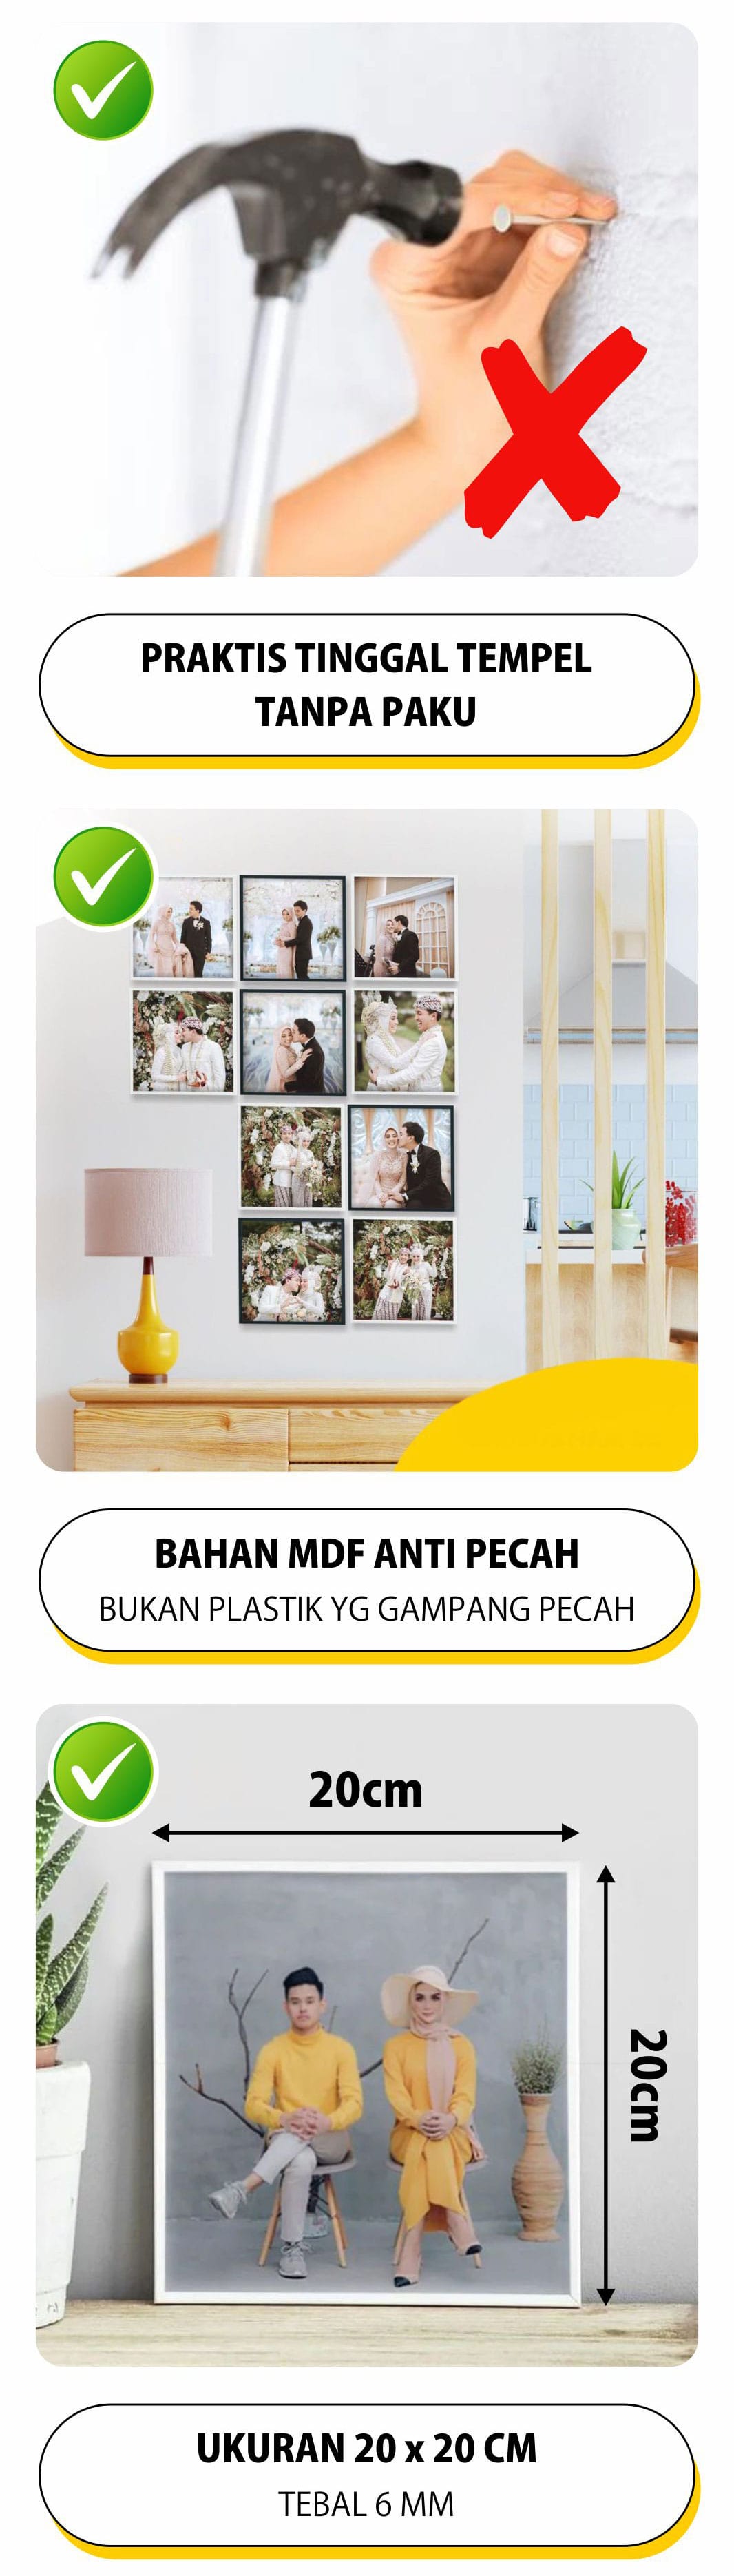 PRAKTIS TINGGAL TEMPEL
TANPA PAKU
BAHAN MDF ANTI PECAH
BUKAN PLASTIK YG GAMPANG PECAH
20cm
20cm
UKURAN 20 x 20 CM
TEBAL 6 MM